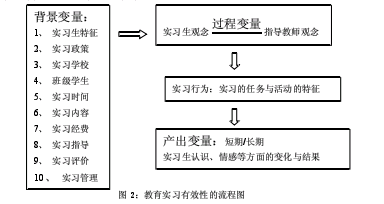 背景变量：
1、 实习生特征
2、 实习政策
3、 实习学校
4、 班级学生
5、 实习时间
6、 实习内容
7、 实习经费
8、 实习指导
9、 实习评价
10、 实习管理
过程变量
实习生观念 指导教师观念
实习行为：实习的任务与活动的特征
产出变量：短期/长期
实习生认识、情感等方面的变化与结果
图 2：教育实习有效性的流程图